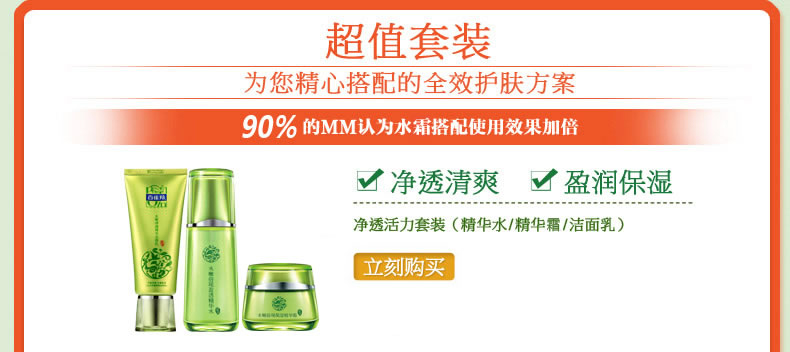 超值套装
为您精心搭配的全效护肤方案
90% 的MM认为水霜搭配使用效果加倍
净透清爽 盈润保湿
净透活力套装（精华水/精华霜/洁面乳）
立刻购买
百雀羚